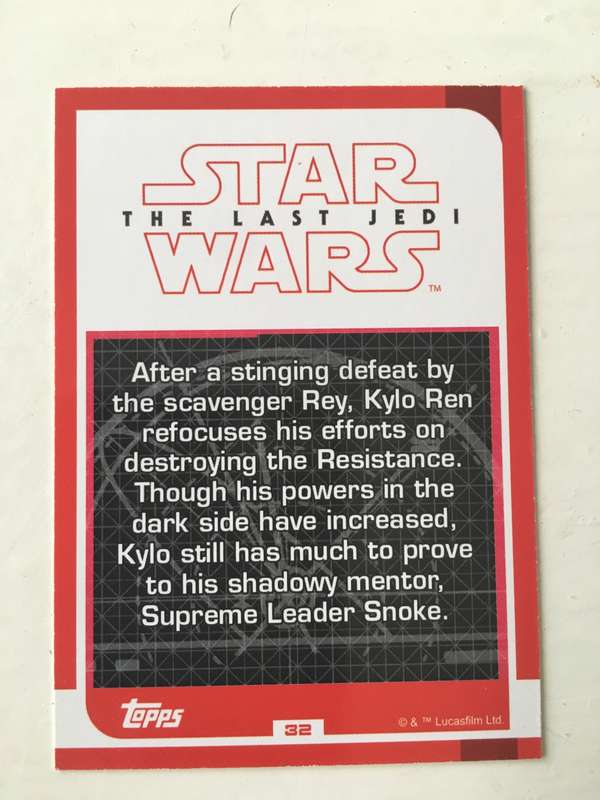 STAR
THE LAST JEDI
WARS™
After a stinging defeat by
the scavenger Rey, Kylo Ren
refocuses his efforts on
destroying the Resistance.
Though his powers in the
dark side have increased,
Kylo still has much to prove
to his shadowy mentor,
Supreme Leader Snoke.
topps
32
© & ™ Lucasfilm Ltd.